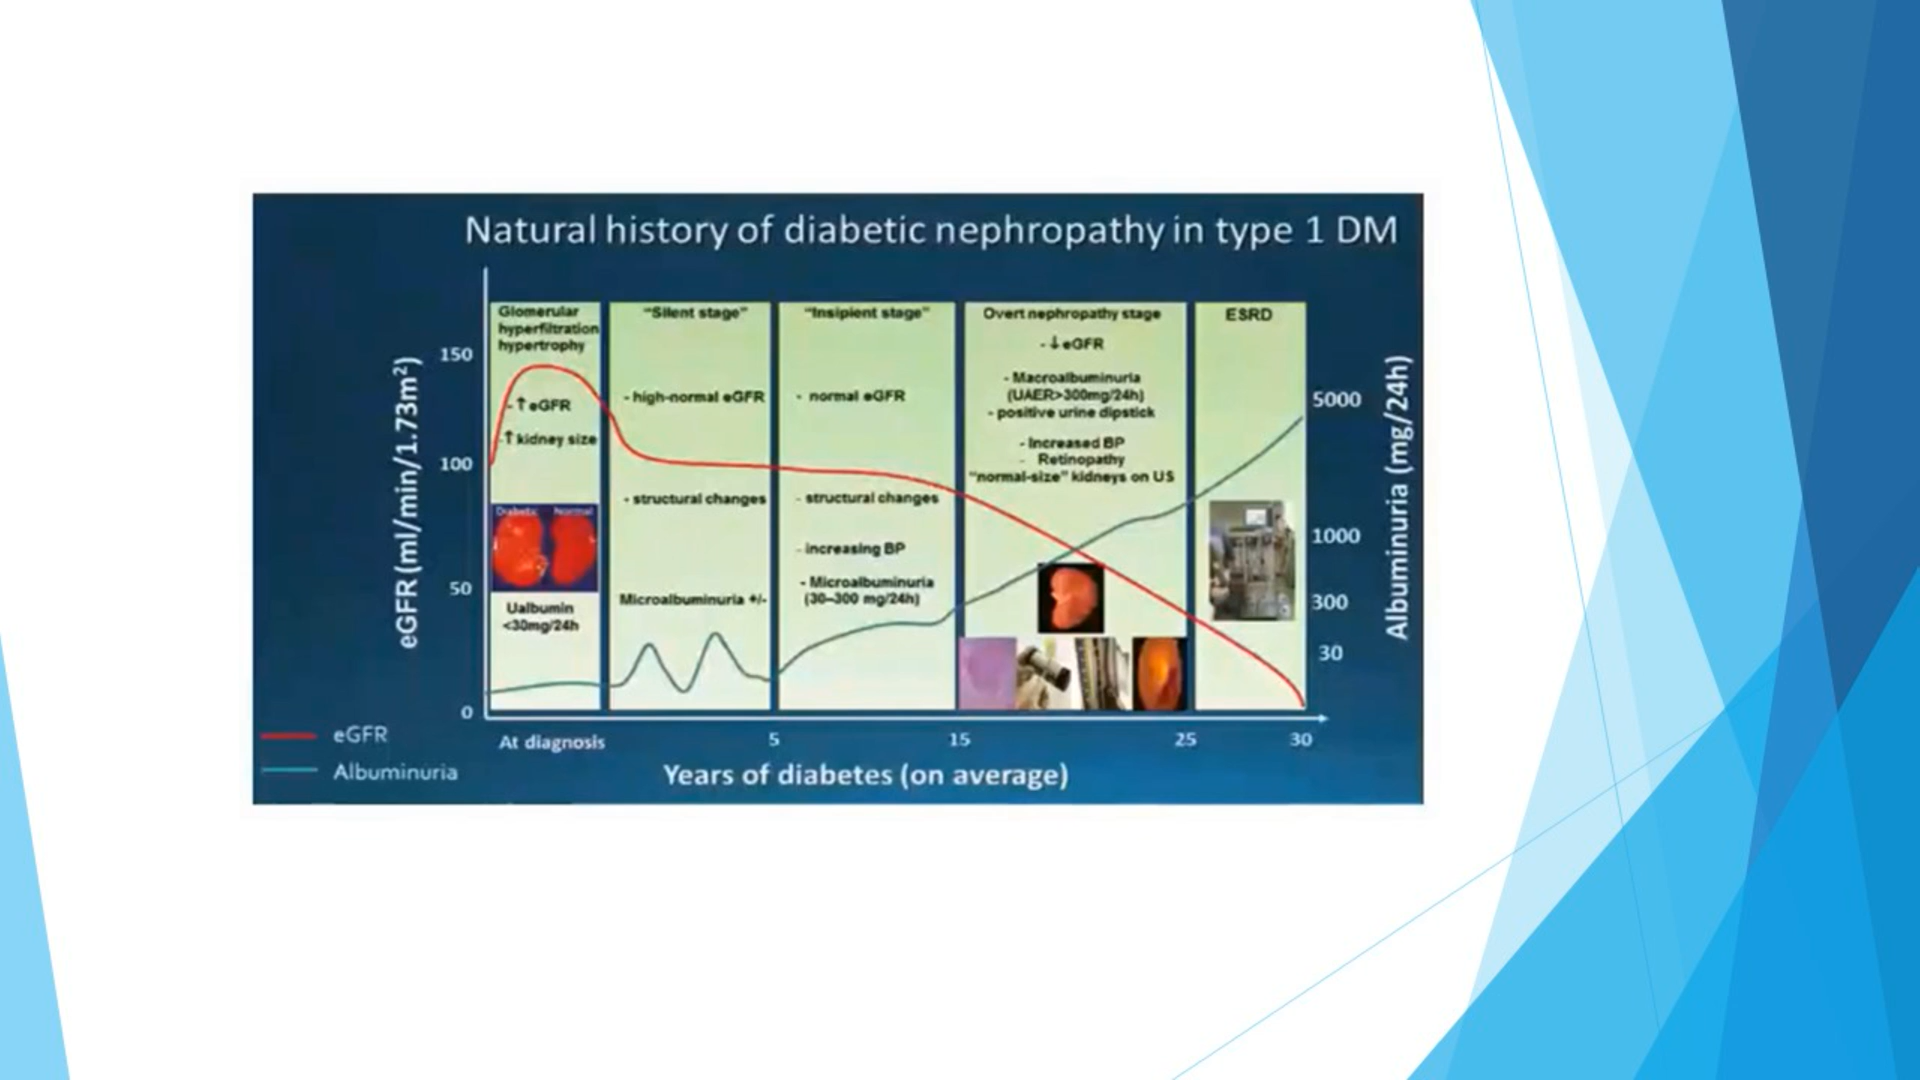 Natural history of diabetic nephropathy in type 1 DM
eGFR (ml/min/1.73m²)
150
100
50
0
Glomerular
hyperfiltration
hypertrophy
- ↑ eGFR
-↑ kidney size
Diabetic Normal
Ualbumin
<30mg/24h
"Silent stage"
- high-normal eGFR
- structural changes
Microalbuminuria +/-
"Insipient stage"
- normal eGFR
- structural changes
- increasing BP
- Microalbuminuria
(30–300 mg/24h)
Overt nephropathy stage
- ↓ eGFR
- Macroalbuminuria
(UAER>300mg/24h)
- positive urine dipstick
- Increased BP
- Retinopathy
"normal-size" kidneys on US
ESRD
5000
1000
300
30
Albuminuria (mg/24h)
At diagnosis
5
15
25
30
Years of diabetes (on average)
eGFR
Albuminuria